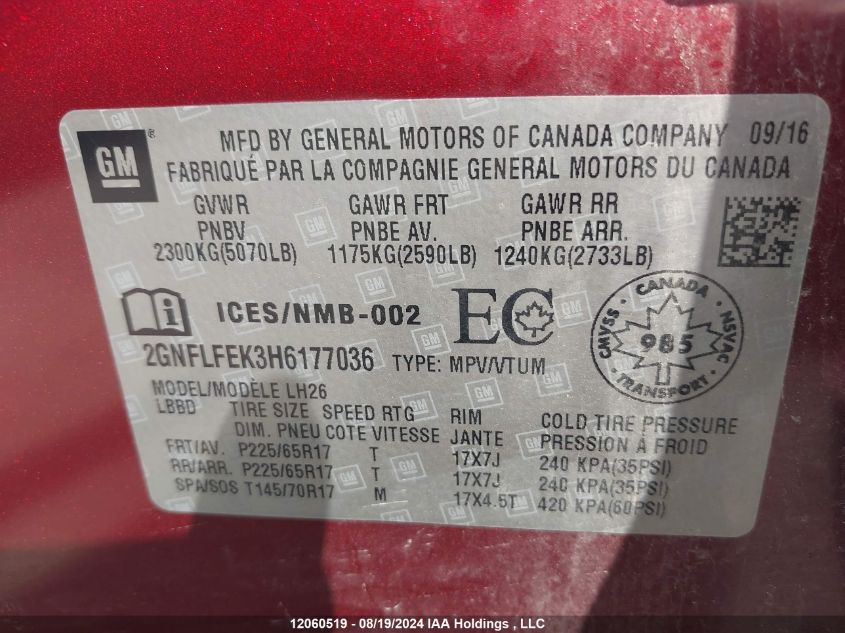 GM ® MFD BY GENERAL MOTORS OF CANADA COMPANY 09/16
FABRIQUÉ PAR LA COMPAGNIE GENERAL MOTORS DU CANADA
GVWR GAWR FRT GAWR RR
PNBV PNBE AV. PNBE ARR.
2300KG(5070LB) 1175KG(2590LB) 1240KG(2733LB)
ICES/NMB-002 EC
CANADA
CMVSS 985 NSVAC
TRANSPORT
2GNFLFEK3H6177036 TYPE: MPV/VTUM
MODEL/MODÈLE LH26
LBBD TIRE SIZE SPEED RTG RIM COLD TIRE PRESSURE
DIM. PNEU COTE VITESSE JANTE PRESSION À FROID
FRT/AV. P225/65R17 T 17X7J 240 KPA(35PSI)
RR/ARR. P225/65R17 T 17X7J 240 KPA(35PSI)
SPA/SOS T145/70R17 M 17X4.5T 420 KPA(60PSI)
12060519 - 08/19/2024 IAA Holdings , LLC